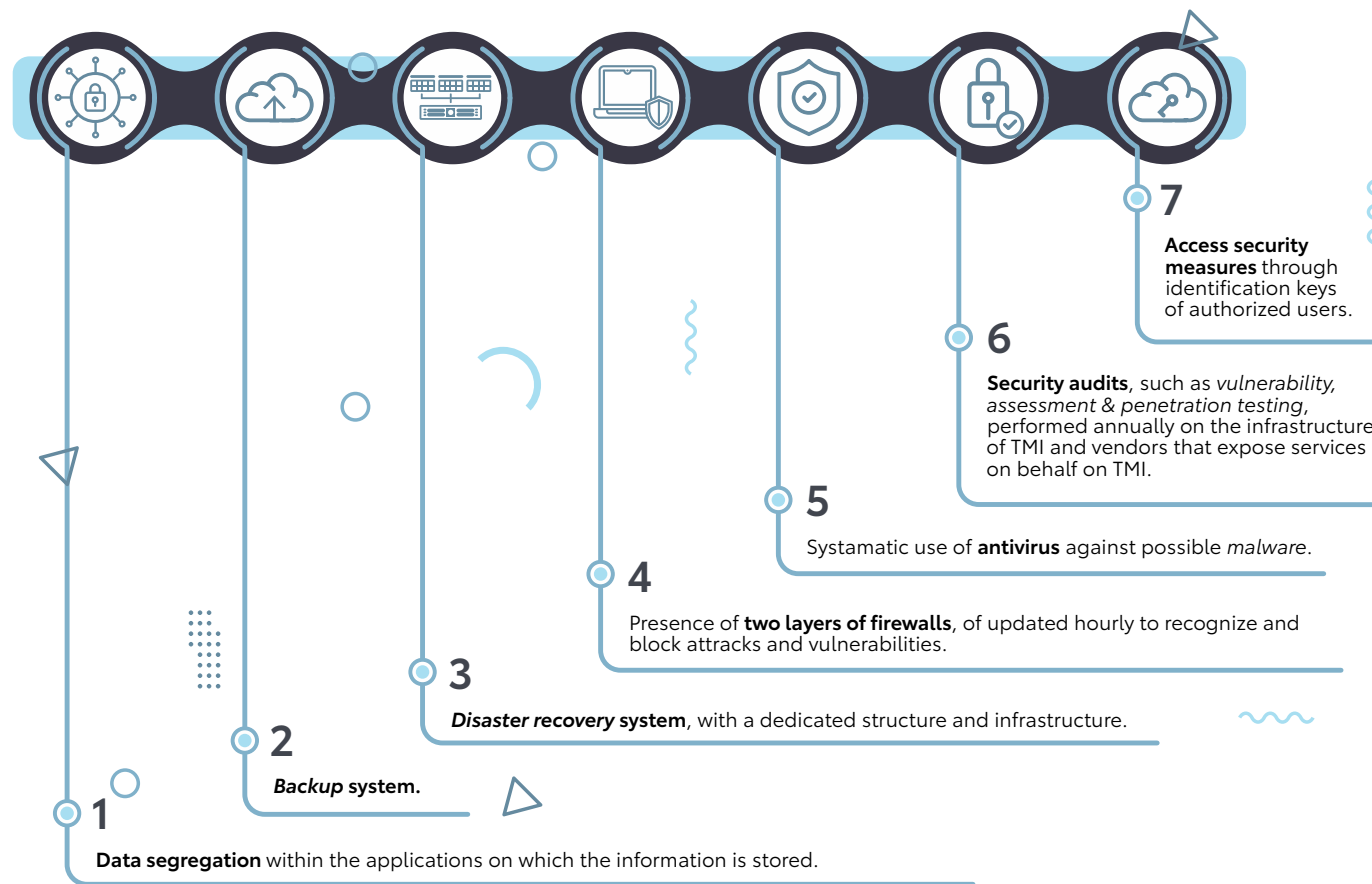 7
Access security
measures through
identification keys
of authorized users.
6
Security audits, such as vulnerability,
assessment & penetration testing,
performed annually on the infrastructure
of TMI and vendors that expose services
on behalf on TMI.
5
Systamatic use of antivirus against possible malware.
4
Presence of two layers of firewalls, of updated hourly to recognize and
block attracks and vulnerabilities.
3
Disaster recovery system, with a dedicated structure and infrastructure.
2
Backup system.
1
Data segregation within the applications on which the information is stored.